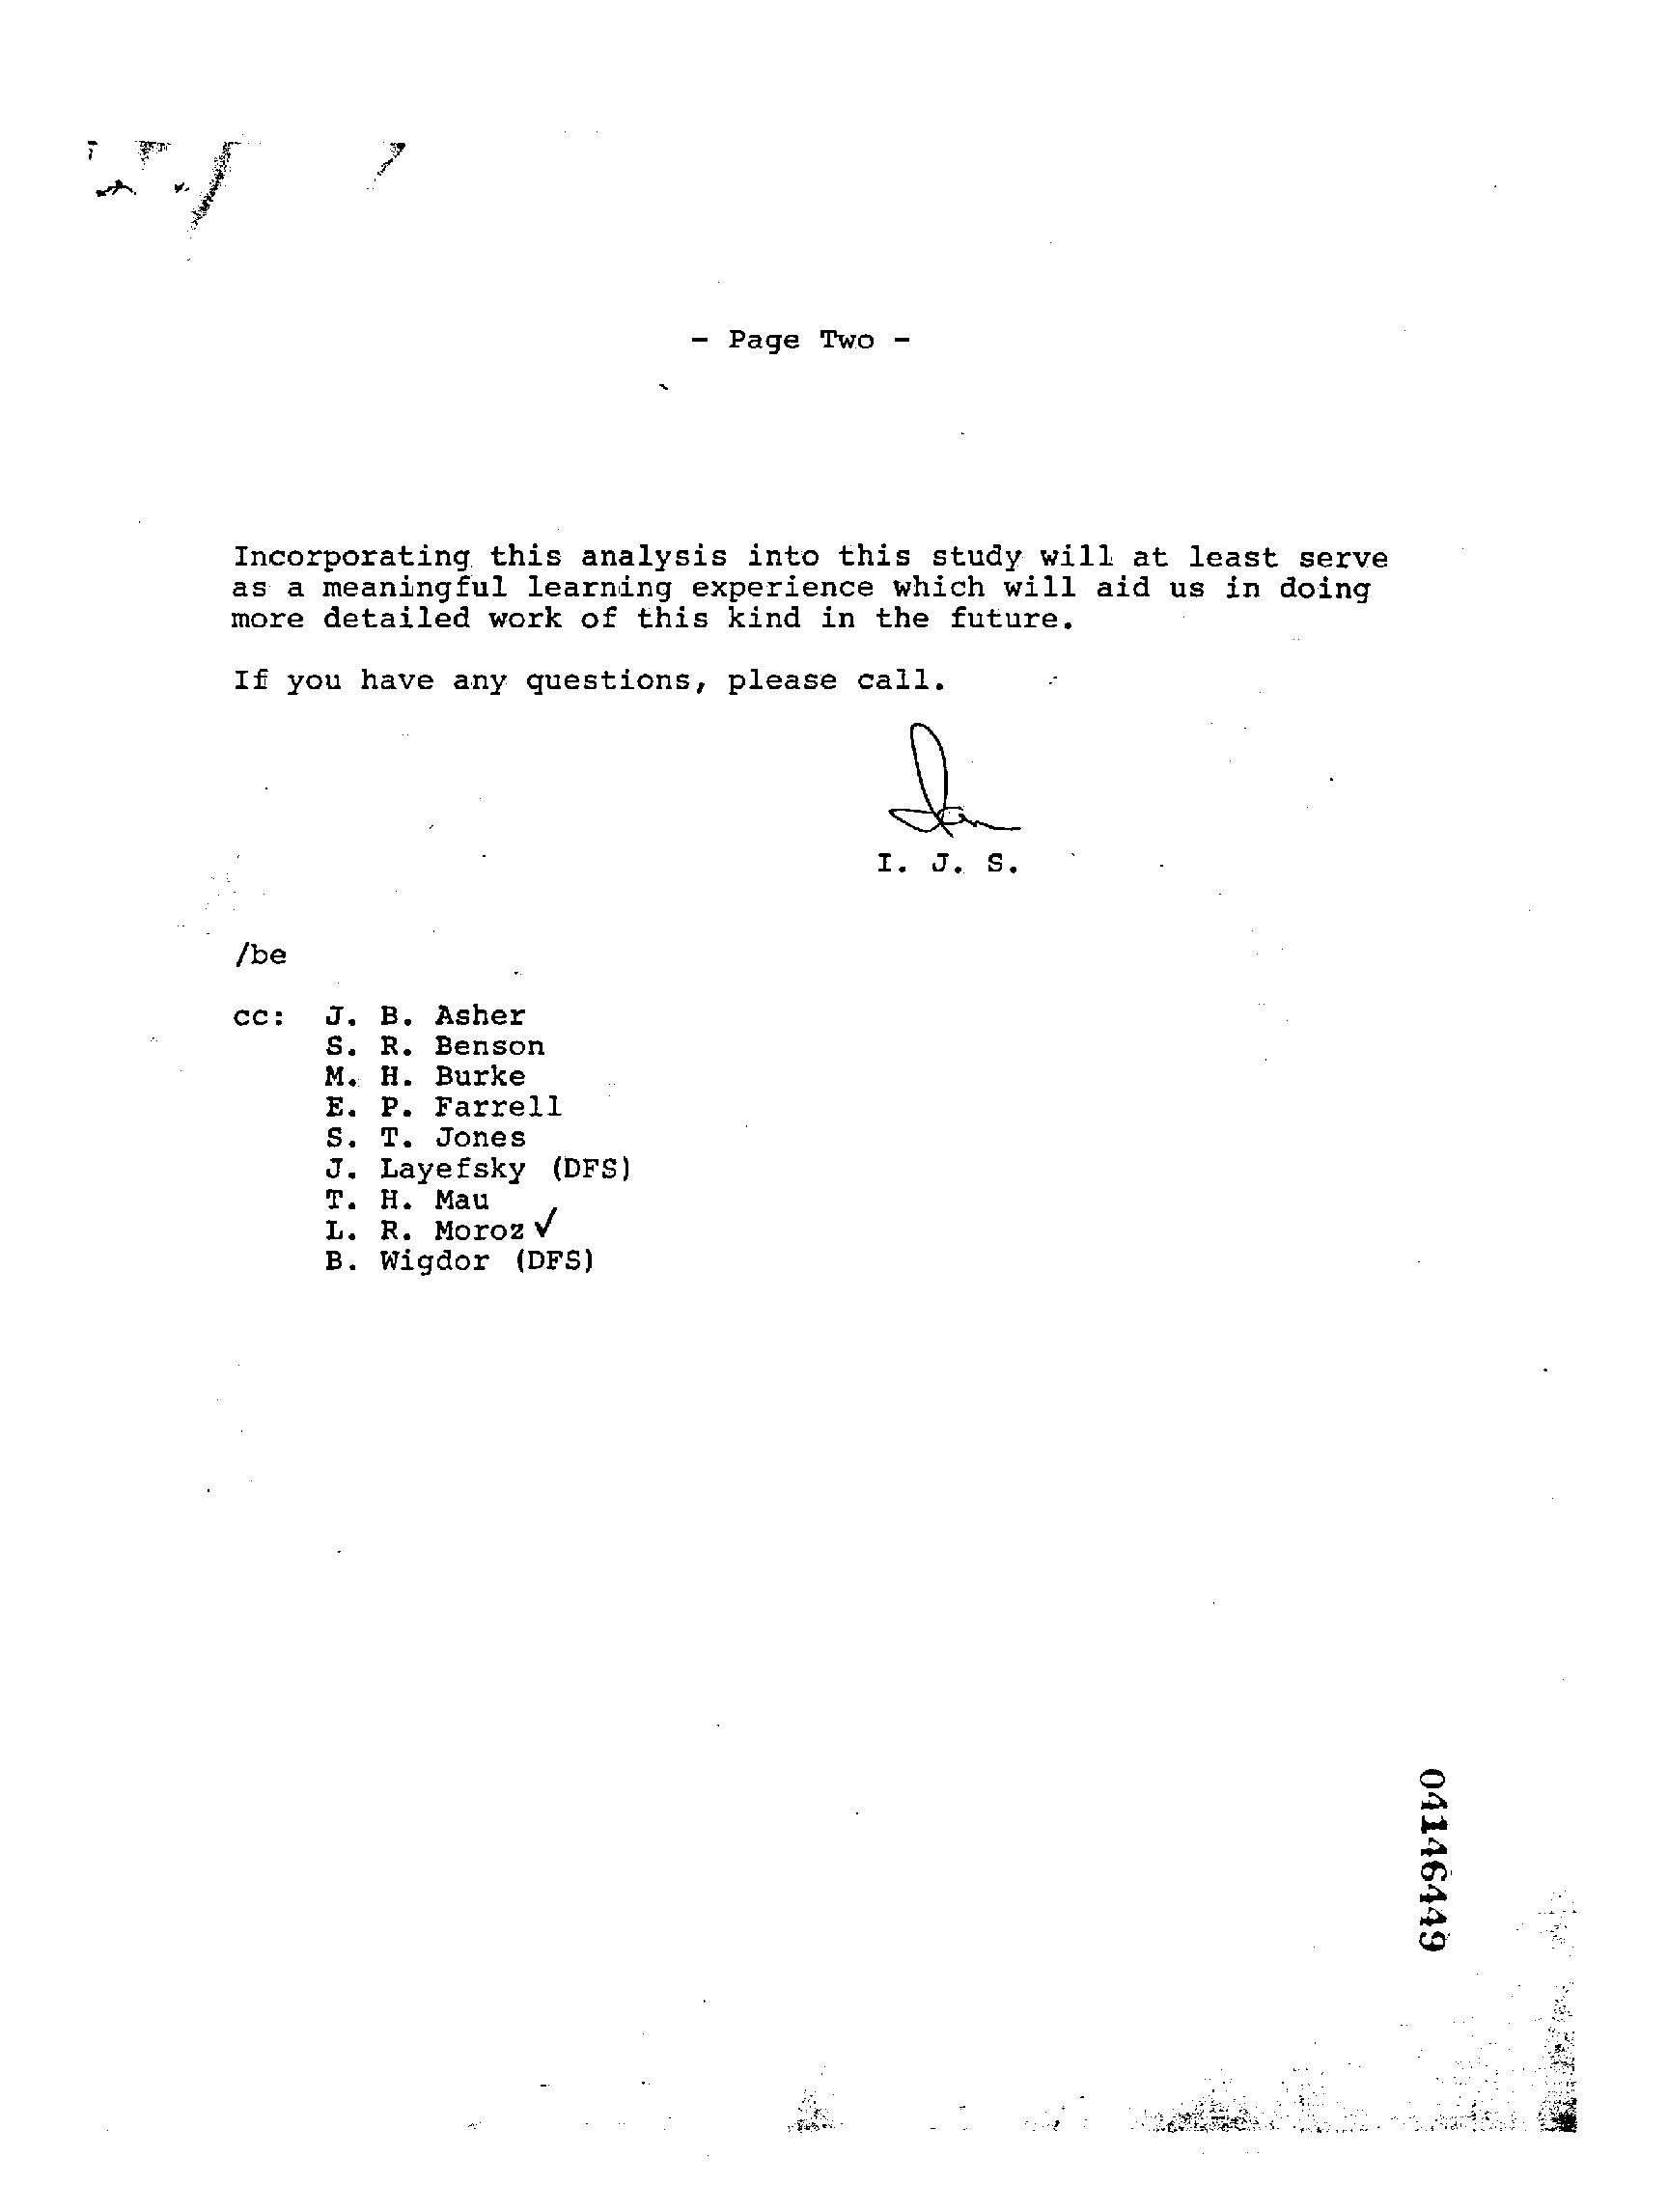 - Page Two -
Incorporating this analysis into this study will at least serve
as a meaningful learning experience which will aid us in doing
more detailed work of this kind in the future.
If you have any questions, please call.
I. J. S.
/be
cc: J. B. Asher
S. R. Benson
M. H. Burke
E. P. Farrell
S. T. Jones
J. Layefsky (DFS)
T. H. Mau
L. R. Moroz ✓
B. Wigdor (DFS)
04146449